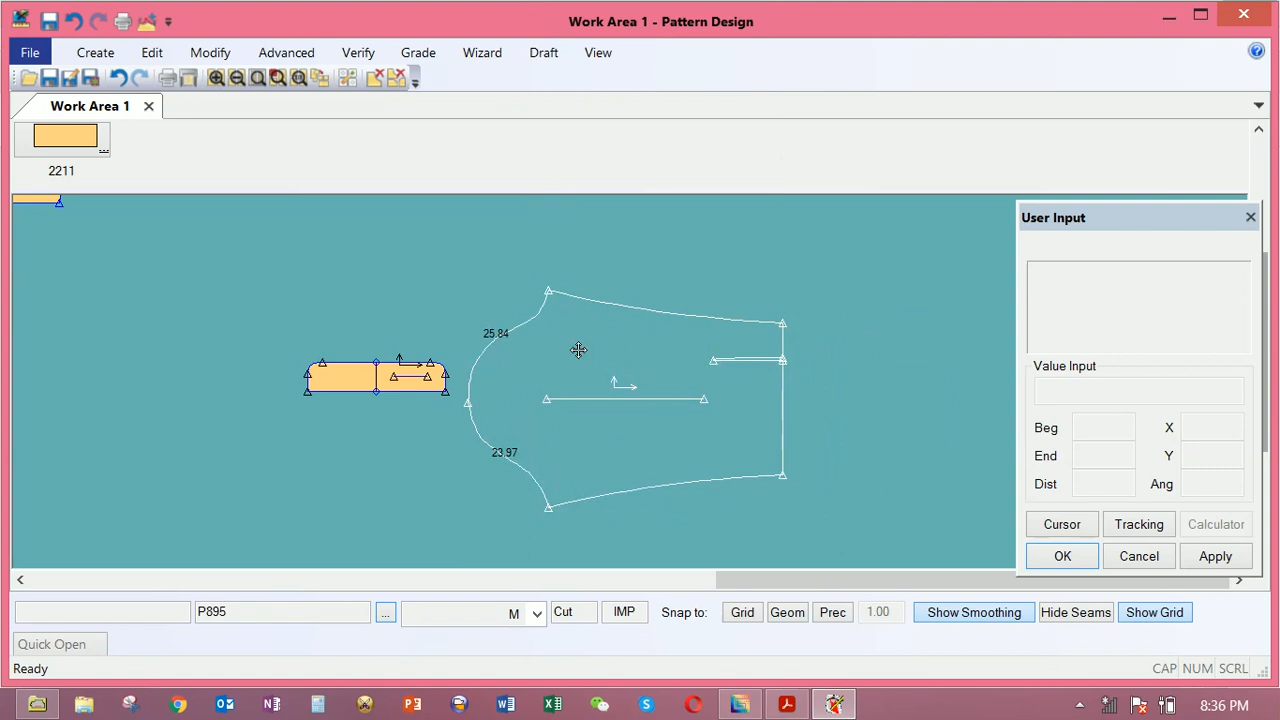 Work Area 1 - Pattern Design
File Create Edit Modify Advanced Verify Grade Wizard Draft View
Work Area 1
2211
User Input
25.84
23.97
Value Input
Beg X
End Y
Dist Ang
Cursor Tracking Calculator
OK Cancel Apply
P895 ... M Cut IMP Snap to: Grid Geom Prec 1.00 Show Smoothing Hide Seams Show Grid
Quick Open
Ready CAP NUM SCRL
8:36 PM